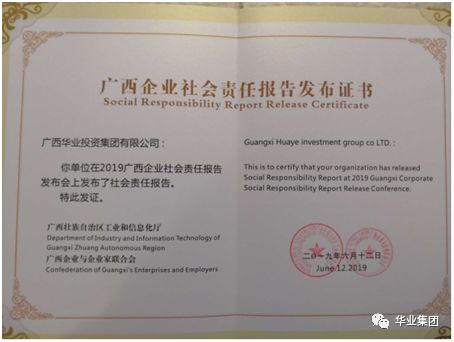 广西企业社会责任报告发布证书
Social Responsibility Report Release Certificate
广西华业投资集团有限公司：
你单位在2019广西企业社会责任报告
发布会上发布了社会责任报告。
特此发证。
广西壮族自治区工业和信息化厅
Department of Industry and Information Technology of
Guangxi Zhuang Autonomous Region
广西企业与企业家联合会
Confederation of Guangxi's Enterprises and Employers
Guangxi Huaye investment group co LTD.:
This is to certify that your organization has released
Social Responsibility Report at 2019 Guangxi Corporate
Social Responsibility Report Release Conference.
二〇一九年六月十二日
June.12.2019
华业集团